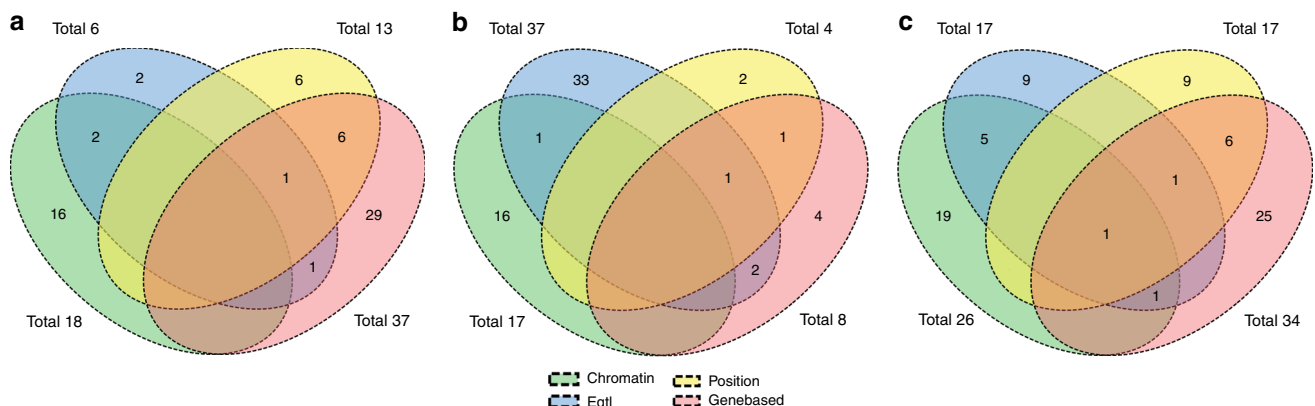 a b c
Total 6 Total 13 Total 37 Total 4 Total 17 Total 17
2 6 33 2 9 9
2 6 1 1 5 6
1 1 1
16 29 16 4 19 25
1
1 2 1
Total 18 Total 37 Total 17 Total 8 Total 26 Total 34
Chromatin Position
Eqtl Genebased